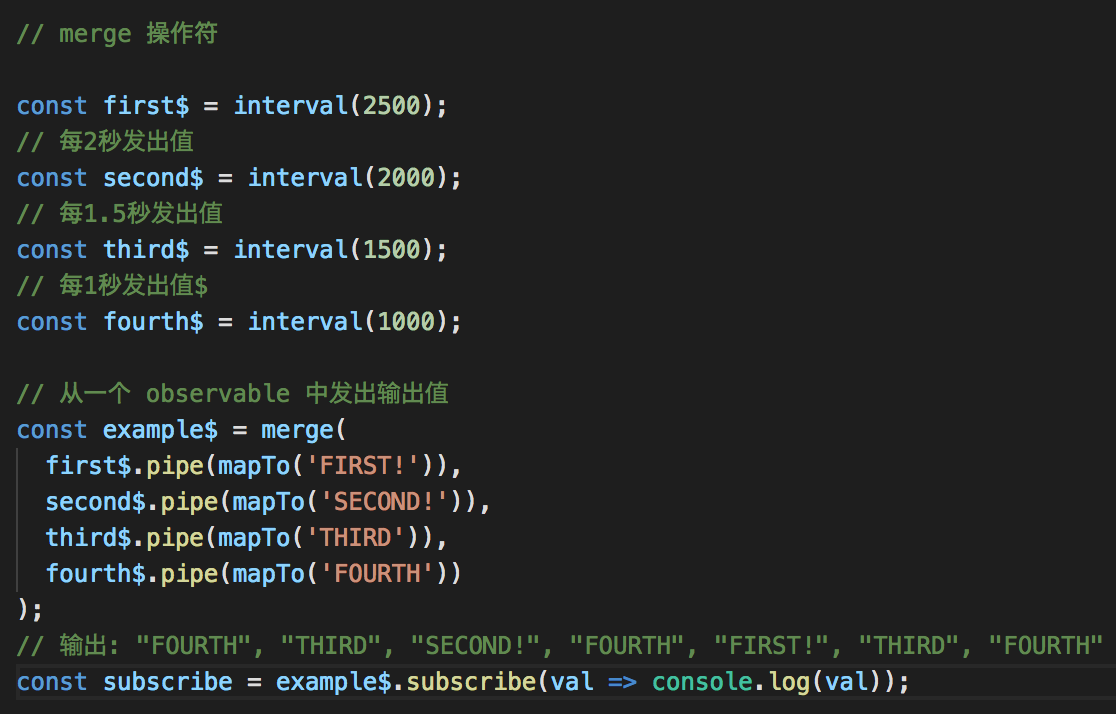 // merge 操作符
const first$ = interval(2500);
// 每2秒发出值
const second$ = interval(2000);
// 每1.5秒发出值
const third$ = interval(1500);
// 每1秒发出值$
const fourth$ = interval(1000);
// 从一个 observable 中发出输出值
const example$ = merge(
  first$.pipe(mapTo('FIRST!')),
  second$.pipe(mapTo('SECOND!')),
  third$.pipe(mapTo('THIRD')),
  fourth$.pipe(mapTo('FOURTH'))
);
// 输出: "FOURTH", "THIRD", "SECOND!", "FOURTH", "FIRST!", "THIRD", "FOURTH"
const subscribe = example$.subscribe(val => console.log(val));